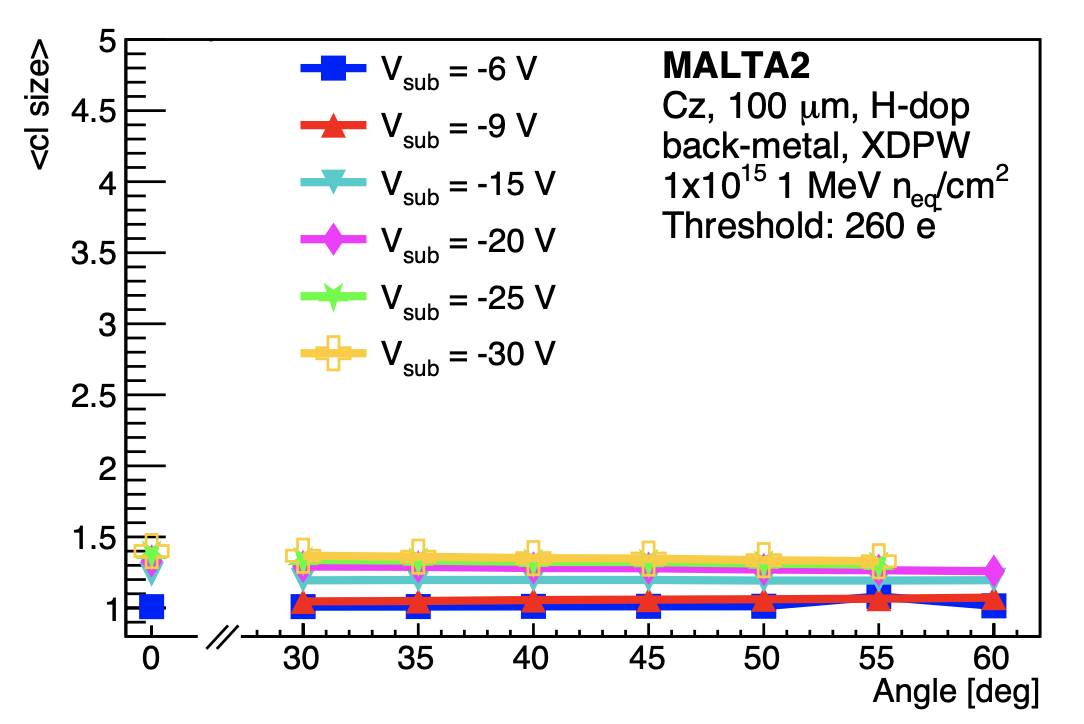 <cl size>
5
4.5
4
3.5
3
2.5
2
1.5
1
V_sub = -6 V
V_sub = -9 V
V_sub = -15 V
V_sub = -20 V
V_sub = -25 V
V_sub = -30 V
MALTA2
Cz, 100 μm, H-dop
back-metal, XDPW
1x10^15 1 MeV n_eq/cm^2
Threshold: 260 e^-
0 // 30 35 40 45 50 55 60
Angle [deg]